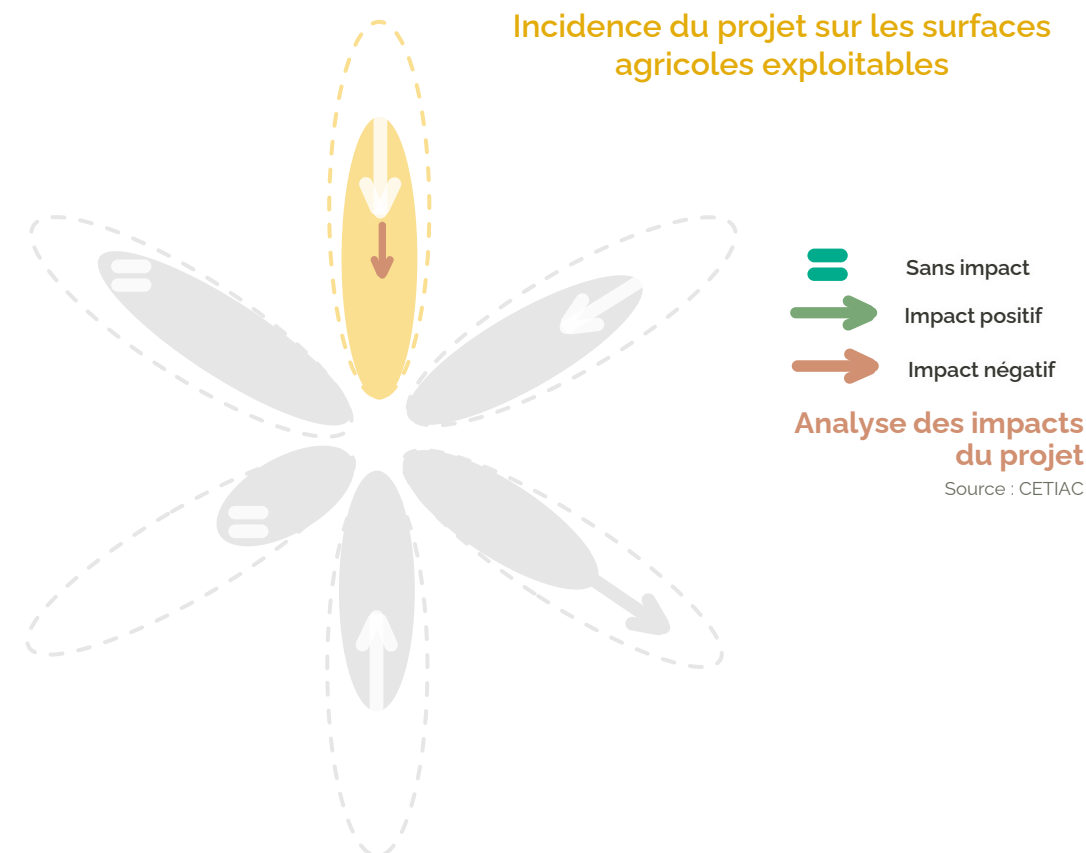 Incidence du projet sur les surfaces
agricoles exploitables
Sans impact
Impact positif
Impact négatif
Analyse des impacts
du projet
Source : CETIAC